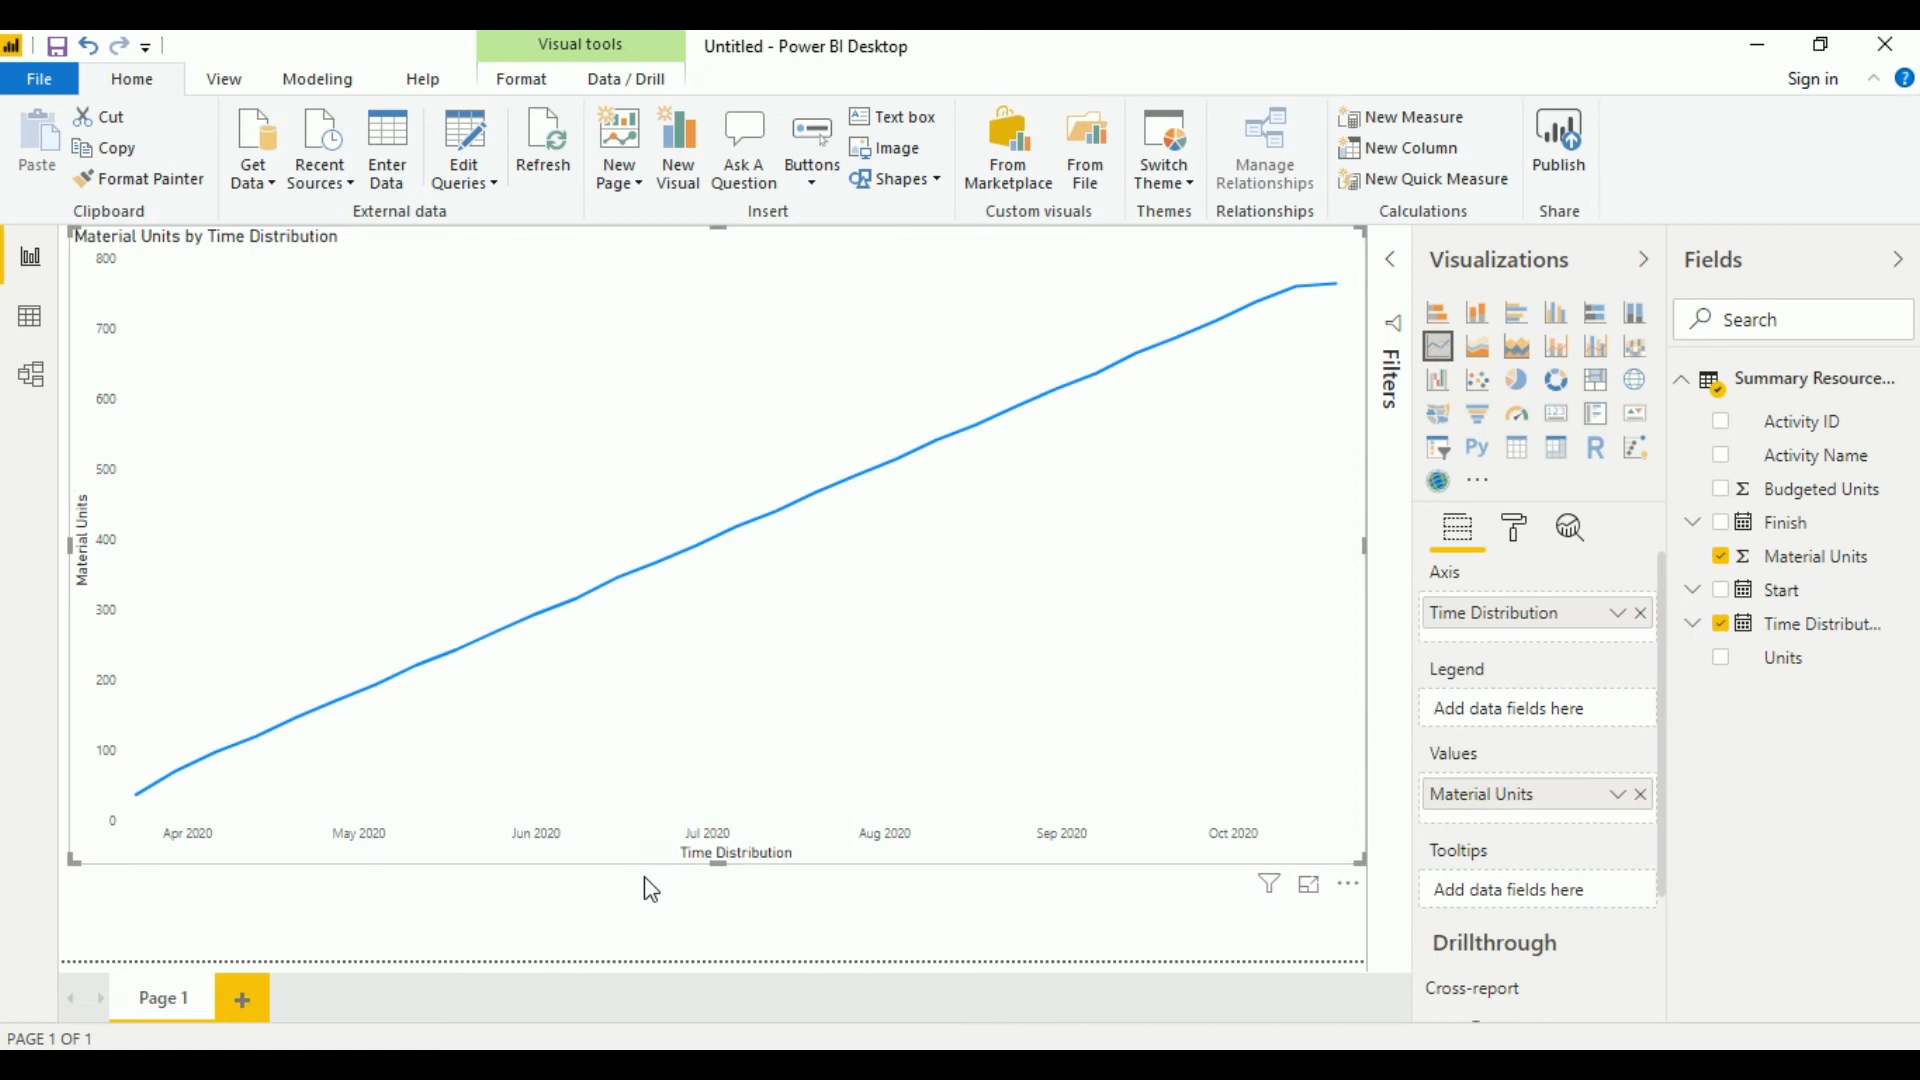 Visual tools
Untitled - Power BI Desktop
File
Home
View
Modeling
Help
Format
Data / Drill
Sign in
?
Paste
Cut
Copy
Format Painter
Clipboard
Get Data
Recent Sources
Enter Data
Edit Queries
Refresh
External data
New Page
New Visual
Ask A Question
Buttons
Text box
Image
Shapes
Insert
From Marketplace
From File
Custom visuals
Switch Theme
Themes
Manage Relationships
Relationships
New Measure
New Column
New Quick Measure
Calculations
Publish
Share
Material Units by Time Distribution
800
700
600
500
400
300
200
100
0
Material Units
Apr 2020
May 2020
Jun 2020
Jul 2020
Aug 2020
Sep 2020
Oct 2020
Time Distribution
Filters
Visualizations
123
Py
R
Axis
Time Distribution
Legend
Add data fields here
Values
Material Units
Tooltips
Add data fields here
Drillthrough
Cross-report
Fields
Search
Summary Resource...
Activity ID
Activity Name
Σ Budgeted Units
Finish
Σ Material Units
Start
Time Distribut...
Units
Page 1
PAGE 1 OF 1